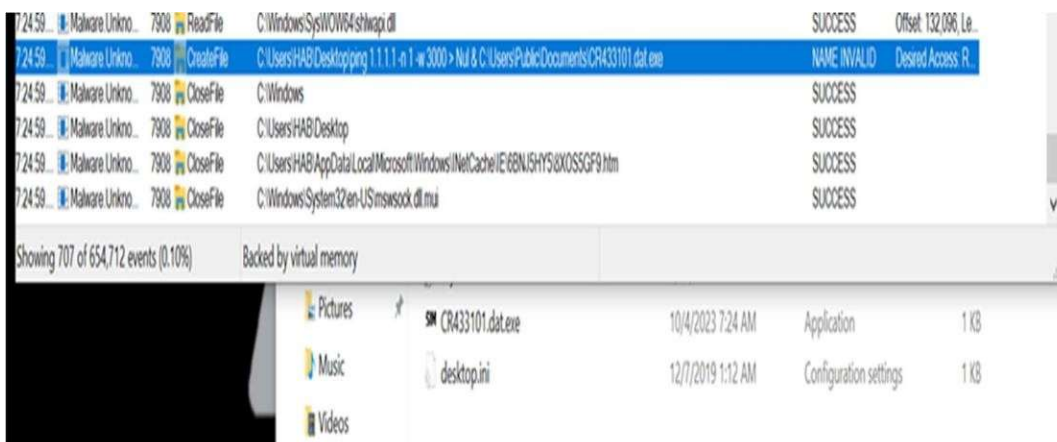 7:24:59... Malware.Unkno... 7908 ReadFile C:\Windows\SysWOW64\shlwapi.dll SUCCESS Offset: 132,096, Le...
7:24:59... Malware.Unkno... 7908 CreateFile C:\Users\HAB\Desktop\ping 1.1.1.1 -n 1 -w 3000 > Nul & C:\Users\Public\Documents\CR433101.dat.exe NAME INVALID Desired Access: R...
7:24:59... Malware.Unkno... 7908 CloseFile C:\Windows SUCCESS
7:24:59... Malware.Unkno... 7908 CloseFile C:\Users\HAB\Desktop SUCCESS
7:24:59... Malware.Unkno... 7908 CloseFile C:\Users\HAB\AppData\Local\Microsoft\Windows\INetCache\IE\6BNJ5HY5\8XOS5GF9.htm SUCCESS
7:24:59... Malware.Unkno... 7908 CloseFile C:\Windows\System32\en-US\mswsock.dll.mui SUCCESS
Showing 707 of 654,712 events (0.10%) Backed by virtual memory
Pictures CR433101.dat.exe 10/4/2023 7:24 AM Application 1 KB
Music desktop.ini 12/7/2019 1:12 AM Configuration settings 1 KB
Videos